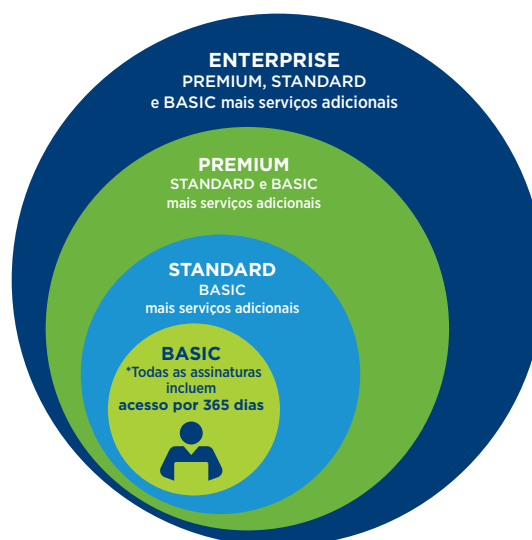 ENTERPRISE
PREMIUM, STANDARD
e BASIC mais serviços adicionais
PREMIUM
STANDARD e BASIC
mais serviços adicionais
STANDARD
BASIC
mais serviços adicionais
BASIC
*Todas as assinaturas
incluem
acesso por 365 dias